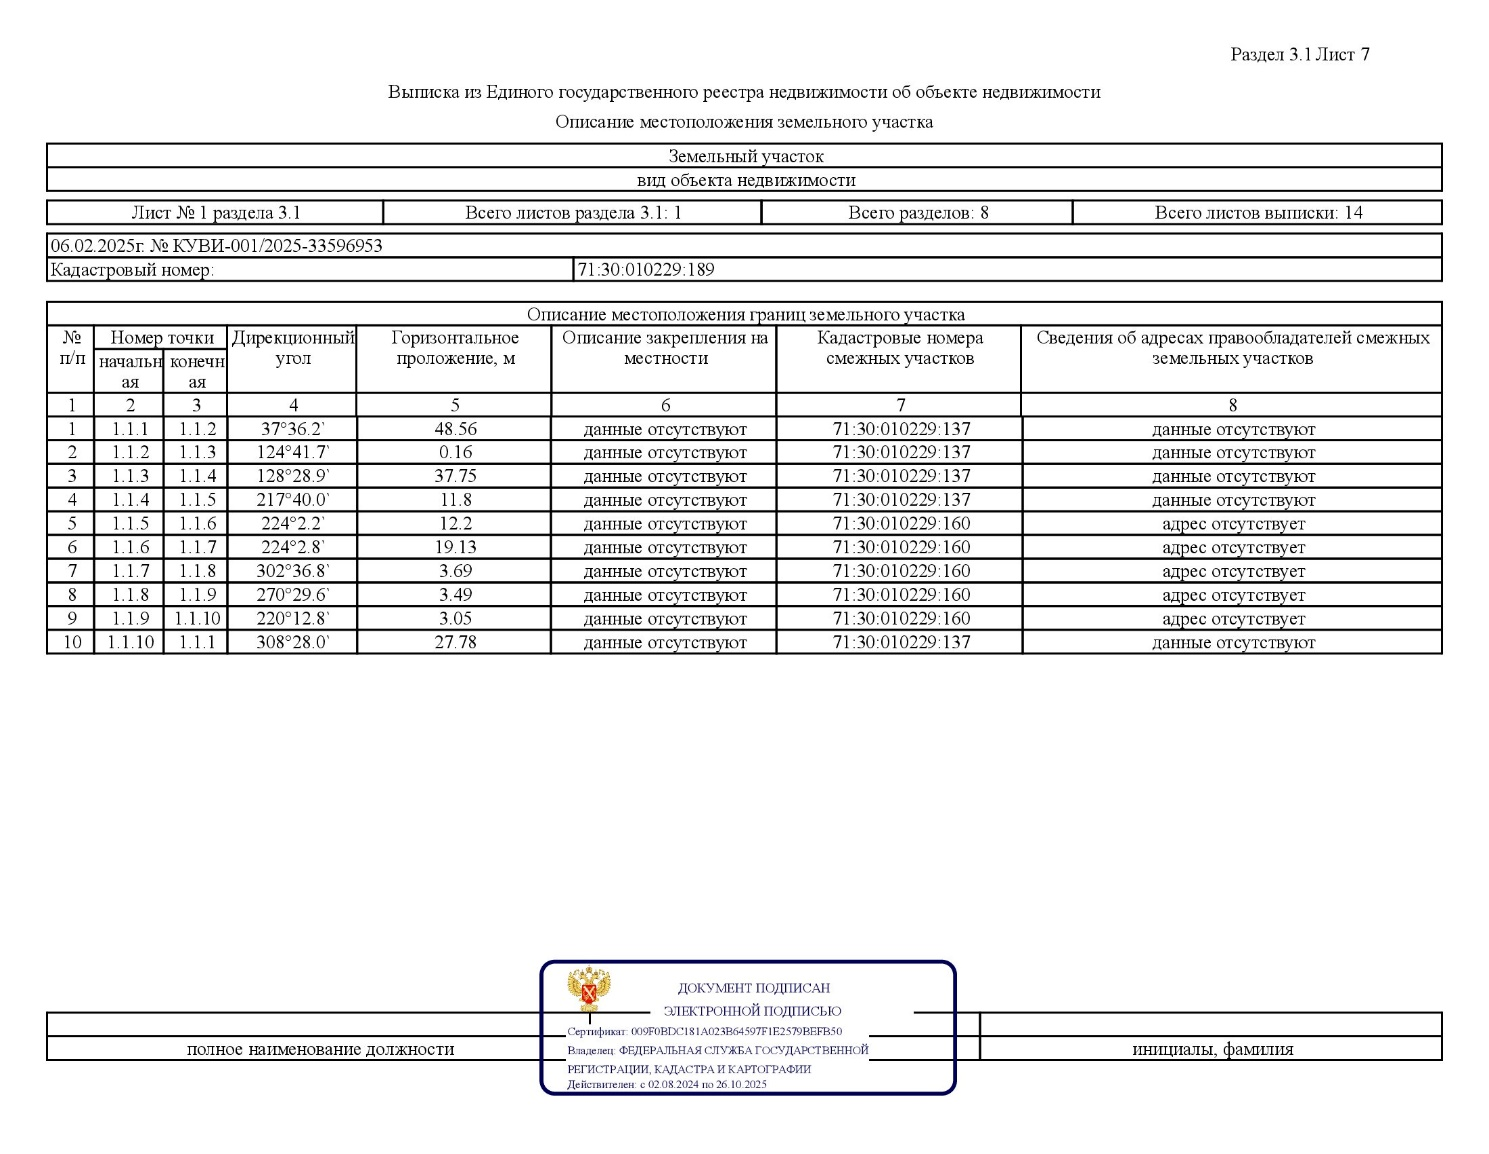 Раздел 3.1 Лист 7
Выписка из Единого государственного реестра недвижимости об объекте недвижимости
Описание местоположения земельного участка
Земельный участок
вид объекта недвижимости
Лист № 1 раздела 3.1 Всего листов раздела 3.1: 1 Всего разделов: 8 Всего листов выписки: 14
06.02.2025г. № КУВИ-001/2025-33596953
Кадастровый номер: 71:30:010229:189
Описание местоположения границ земельного участка
№ Номер точки Дирекционный Горизонтальное Описание закрепления на Кадастровые номера Сведения об адресах правообладателей смежных
п/п начальн конечн угол проложение, м местности смежных участков земельных участков
ая ая
1 2 3 4 5 6 7 8
1 1.1.1 1.1.2 37°36.2` 48.56 данные отсутствуют 71:30:010229:137 данные отсутствуют
2 1.1.2 1.1.3 124°41.7` 0.16 данные отсутствуют 71:30:010229:137 данные отсутствуют
3 1.1.3 1.1.4 128°28.9` 37.75 данные отсутствуют 71:30:010229:137 данные отсутствуют
4 1.1.4 1.1.5 217°40.0` 11.8 данные отсутствуют 71:30:010229:137 данные отсутствуют
5 1.1.5 1.1.6 224°2.2` 12.2 данные отсутствуют 71:30:010229:160 адрес отсутствует
6 1.1.6 1.1.7 224°2.8` 19.13 данные отсутствуют 71:30:010229:160 адрес отсутствует
7 1.1.7 1.1.8 302°36.8` 3.69 данные отсутствуют 71:30:010229:160 адрес отсутствует
8 1.1.8 1.1.9 270°29.6` 3.49 данные отсутствуют 71:30:010229:160 адрес отсутствует
9 1.1.9 1.1.10 220°12.8` 3.05 данные отсутствуют 71:30:010229:160 адрес отсутствует
10 1.1.10 1.1.1 308°28.0` 27.78 данные отсутствуют 71:30:010229:137 данные отсутствуют
ДОКУМЕНТ ПОДПИСАН
ЭЛЕКТРОННОЙ ПОДПИСЬЮ
Сертификат: 009F0BDC181A023B64597F1E2579BEFB50
полное наименование должности
Владелец: ФЕДЕРАЛЬНАЯ СЛУЖБА ГОСУДАРСТВЕННОЙ
РЕГИСТРАЦИИ, КАДАСТРА И КАРТОГРАФИИ
Действителен: с 02.08.2024 по 26.10.2025
инициалы, фамилия